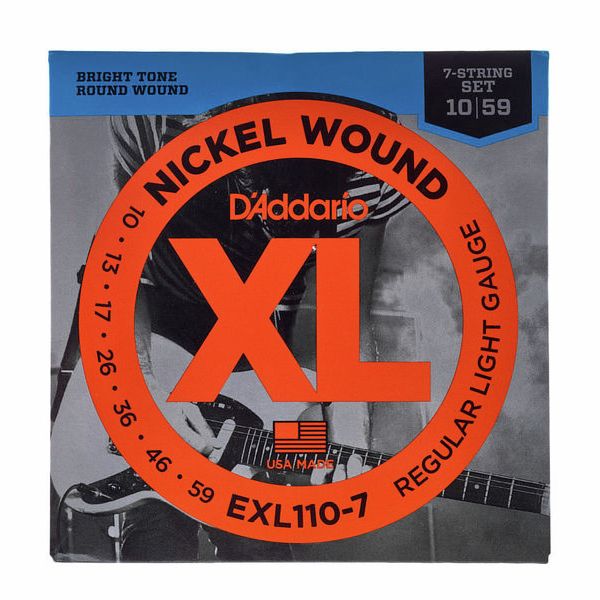 BRIGHT TONE
ROUND WOUND
7-STRING
SET
10|59
NICKEL WOUND
D'Addario
XL
10 • 13 • 17 • 26 • 36 • 46 • 59
REGULAR LIGHT GAUGE
USA MADE
EXL110-7